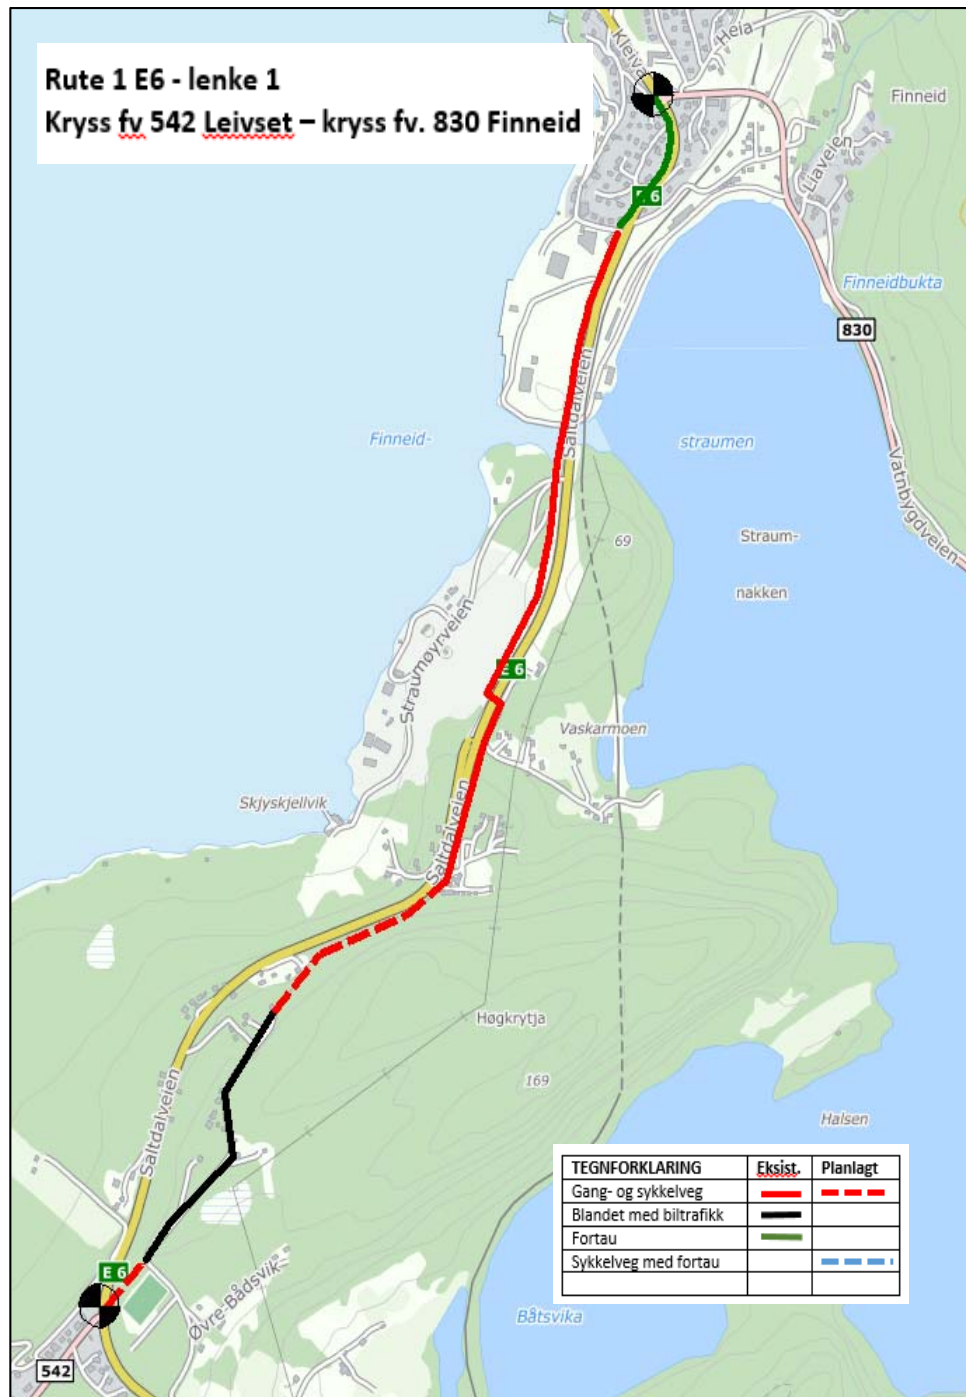 Rute 1 E6 - lenke 1
Kryss fv 542 Leivset – kryss fv. 830 Finneid
Kleiva
Heia
Finneid
Liaveien
E 6
Finneidbukta
830
Saltdalveien
Finneid-
straumen
Vatnbygdveien
69
Straum-
nakken
Straumøyrveien
E 6
Vaskarmoen
Skjyskjellvik
Saltdalveien
Høgkrytja
169
Halsen
Saltdalveien
TEGNFORKLARING Eksist. Planlagt
Gang- og sykkelveg
Blandet med biltrafikk
Fortau
Sykkelveg med fortau
E 6
Øvre-Bådsvik
Båtsvika
542